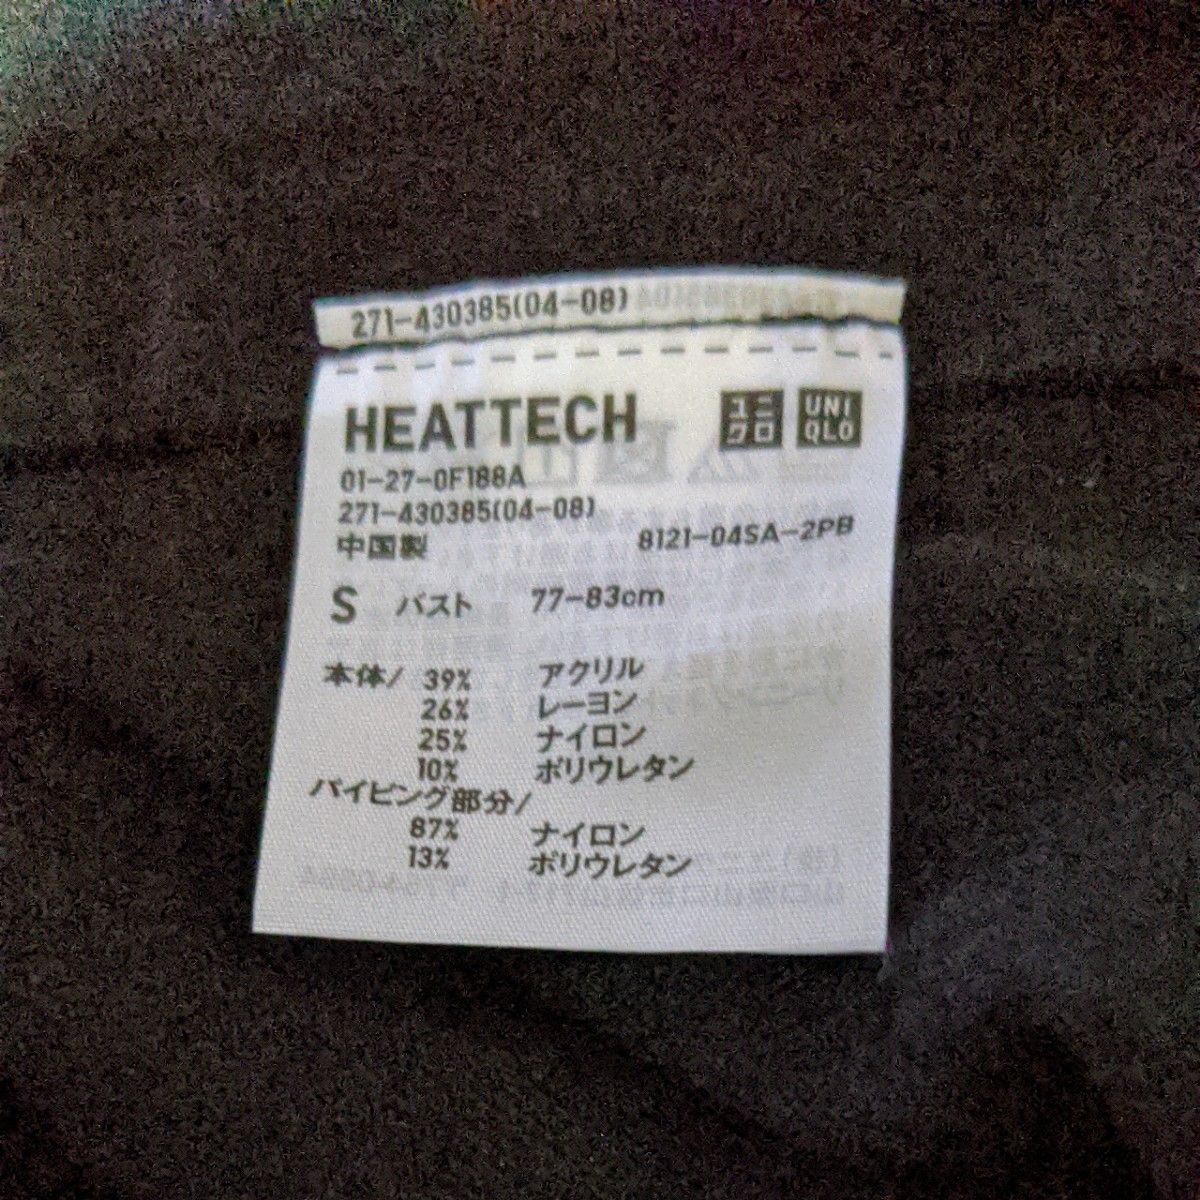 271-430385(04-08)
HEATTECH ユニクロ UNIQLO
01-27-0F188A
271-430385(04-08)
中国製 8121-04SA-2PB
S バスト 77-83cm
本体/ 39% アクリル
26% レーヨン
25% ナイロン
10% ポリウレタン
パイピング部分/
87% ナイロン
13% ポリウレタン